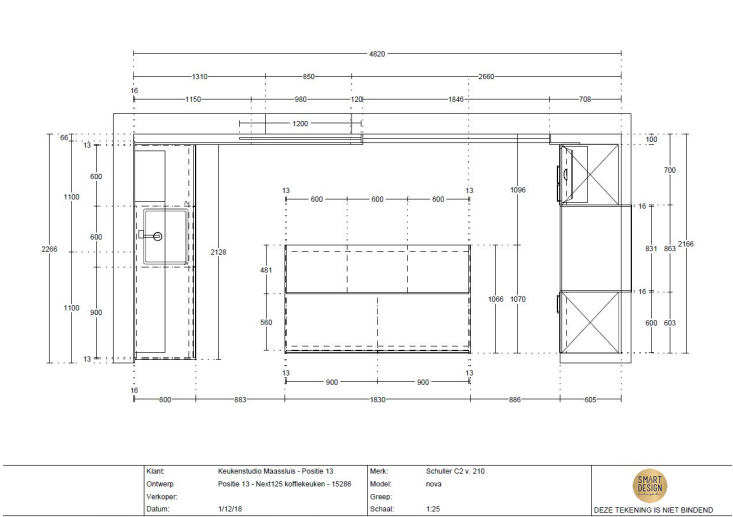 4820
1310 850 2660
16
1150 980 120 1846 708
1200
66
13
100
600
700
1100
13 13
1096
600 600 600
16 16
600
2266
2128
831 863 2166
481
1066 1070
16 16
1100
900
560
600 603
13
13 13
900 900
16
600 883 1830 886 605
Klant: Keukenstudio Maassluis - Positie 13 Merk: Schuller C2 v. 210
Ontwerp Positie 13 - Next125 koffiekeuken - 15286 Model: nova
Verkoper: Greep:
Datum: 1/12/18 Schaal: 1:25
SMART
DESIGN
DEZE TEKENING IS NIET BINDEND